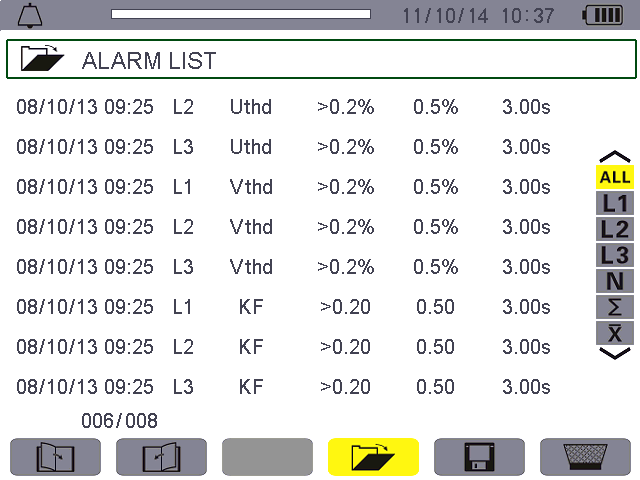 11/10/14 10:37
ALARM LIST
08/10/13 09:25 L2 Uthd >0.2% 0.5% 3.00s
08/10/13 09:25 L3 Uthd >0.2% 0.5% 3.00s
08/10/13 09:25 L1 Vthd >0.2% 0.5% 3.00s
08/10/13 09:25 L2 Vthd >0.2% 0.5% 3.00s
08/10/13 09:25 L3 Vthd >0.2% 0.5% 3.00s
08/10/13 09:25 L1 KF >0.20 0.50 3.00s
08/10/13 09:25 L2 KF >0.20 0.50 3.00s
08/10/13 09:25 L3 KF >0.20 0.50 3.00s
006/008
ALL
L1
L2
L3
N
Σ
X̅